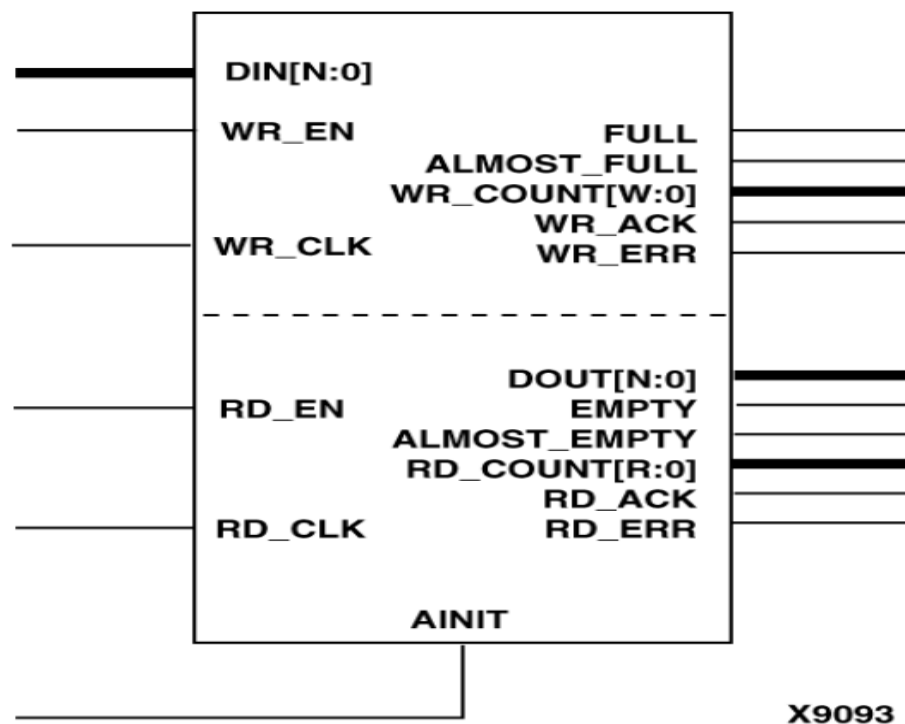 DIN[N:0]
WR_EN
FULL
ALMOST_FULL
WR_COUNT[W:0]
WR_ACK
WR_CLK
WR_ERR
DOUT[N:0]
RD_EN
EMPTY
ALMOST_EMPTY
RD_COUNT[R:0]
RD_ACK
RD_CLK
RD_ERR
AINIT
X9093